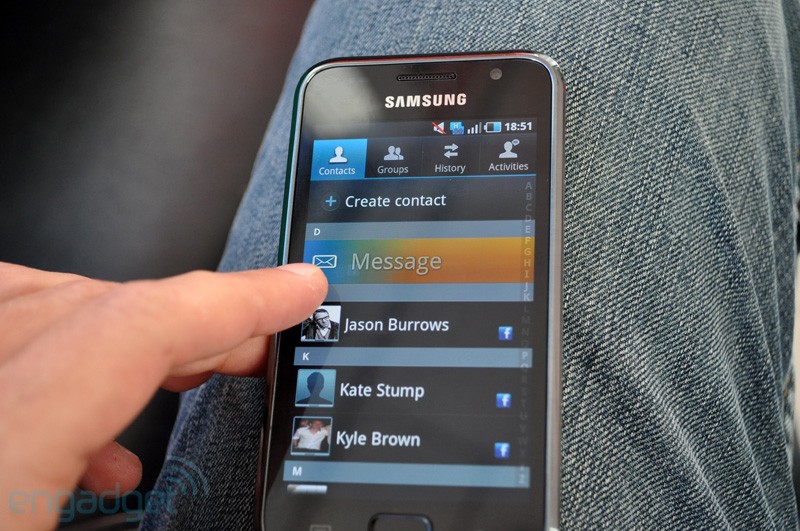 SAMSUNG
18:51
Contacts Groups History Activities
+ Create contact
D
Message
Jason Burrows
K
Kate Stump
Kyle Brown
M
A
B
C
D
E
F
G
H
I
J
K
L
M
N
O
P
Q
R
S
T
U
V
W
X
Y
Z
engadget